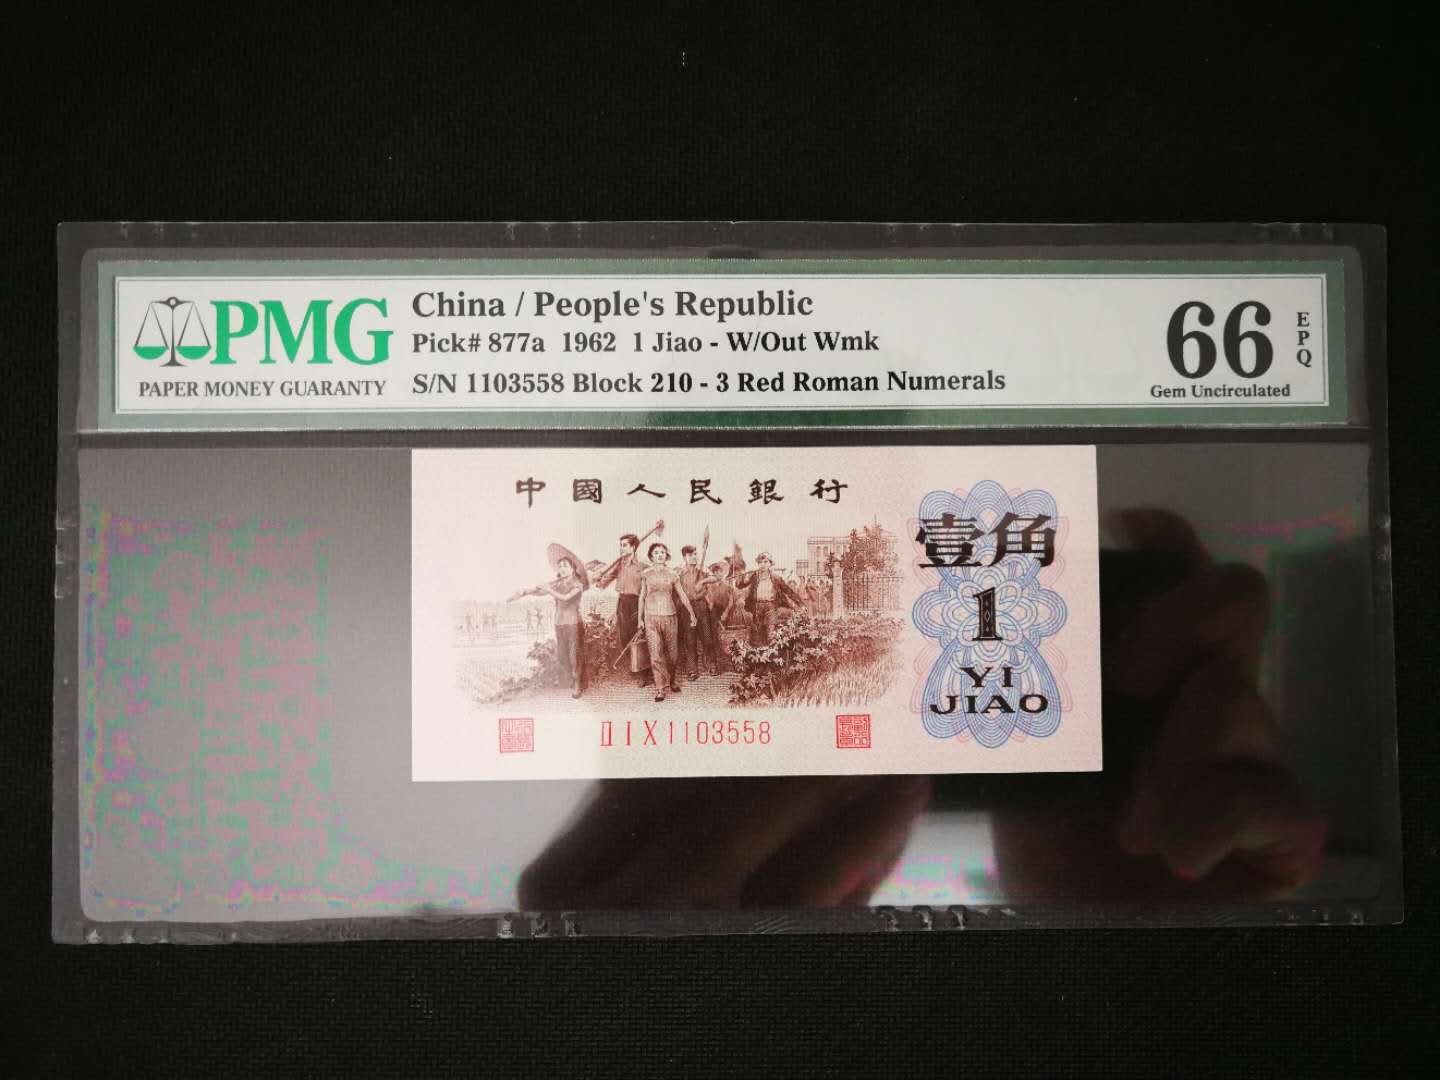 PMG
PAPER MONEY GUARANTY
China / People's Republic
Pick# 877a 1962 1 Jiao - W/Out Wmk
S/N 1103558 Block 210 - 3 Red Roman Numerals
66
EPQ
Gem Uncirculated
中國人民銀行
壹角
1
YI
JIAO
II I X 1103558